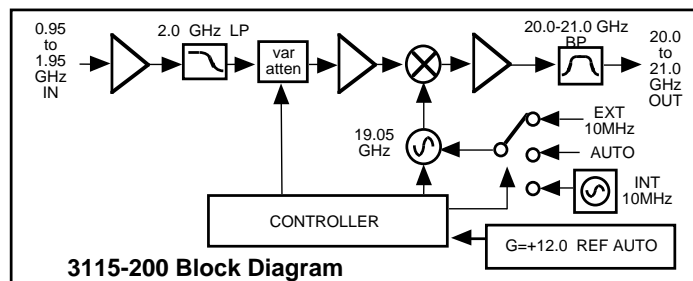 0.95
to
1.95
GHz
IN
2.0 GHz LP
var
atten
20.0-21.0 GHz
BP
20.0
to
21.0
GHz
OUT
19.05
GHz
EXT
10MHz
AUTO
INT
10MHz
CONTROLLER
G=+12.0 REF AUTO
3115-200 Block Diagram